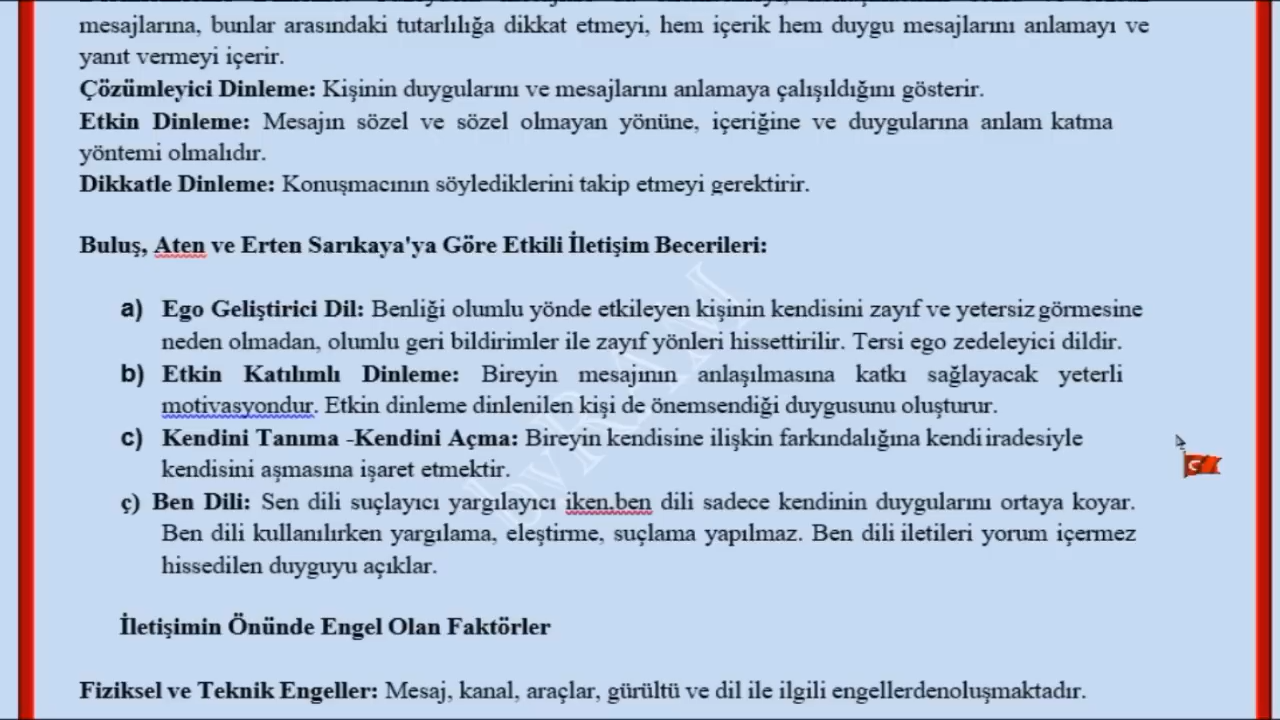 mesajlarına, bunlar arasındaki tutarlılığa dikkat etmeyi, hem içerik hem duygu mesajlarını anlamayı ve
yanıt vermeyi içerir.
Çözümleyici Dinleme: Kişinin duygularını ve mesajlarını anlamaya çalışıldığını gösterir.
Etkin Dinleme: Mesajın sözel ve sözel olmayan yönüne, içeriğine ve duygularına anlam katma
yöntemi olmalıdır.
Dikkatle Dinleme: Konuşmacının söylediklerini takip etmeyi gerektirir.
Buluş, Aten ve Erten Sarıkaya'ya Göre Etkili İletişim Becerileri:
a) Ego Geliştirici Dil: Benliği olumlu yönde etkileyen kişinin kendisini zayıf ve yetersiz görmesine
neden olmadan, olumlu geri bildirimler ile zayıf yönleri hissettirilir. Tersi ego zedeleyici dildir.
b) Etkin Katılımlı Dinleme: Bireyin mesajının anlaşılmasına katkı sağlayacak yeterli
motivasyondur. Etkin dinleme dinlenilen kişi de önemsendiği duygusunu oluşturur.
c) Kendini Tanıma -Kendini Açma: Bireyin kendisine ilişkin farkındalığına kendi iradesiyle
kendisini aşmasına işaret etmektir.
ç) Ben Dili: Sen dili suçlayıcı yargılayıcı iken,ben dili sadece kendinin duygularını ortaya koyar.
Ben dili kullanılırken yargılama, eleştirme, suçlama yapılmaz. Ben dili iletileri yorum içermez
hissedilen duyguyu açıklar.
İletişimin Önünde Engel Olan Faktörler
Fiziksel ve Teknik Engeller: Mesaj, kanal, araçlar, gürültü ve dil ile ilgili engellerdenoluşmaktadır.
byRAM